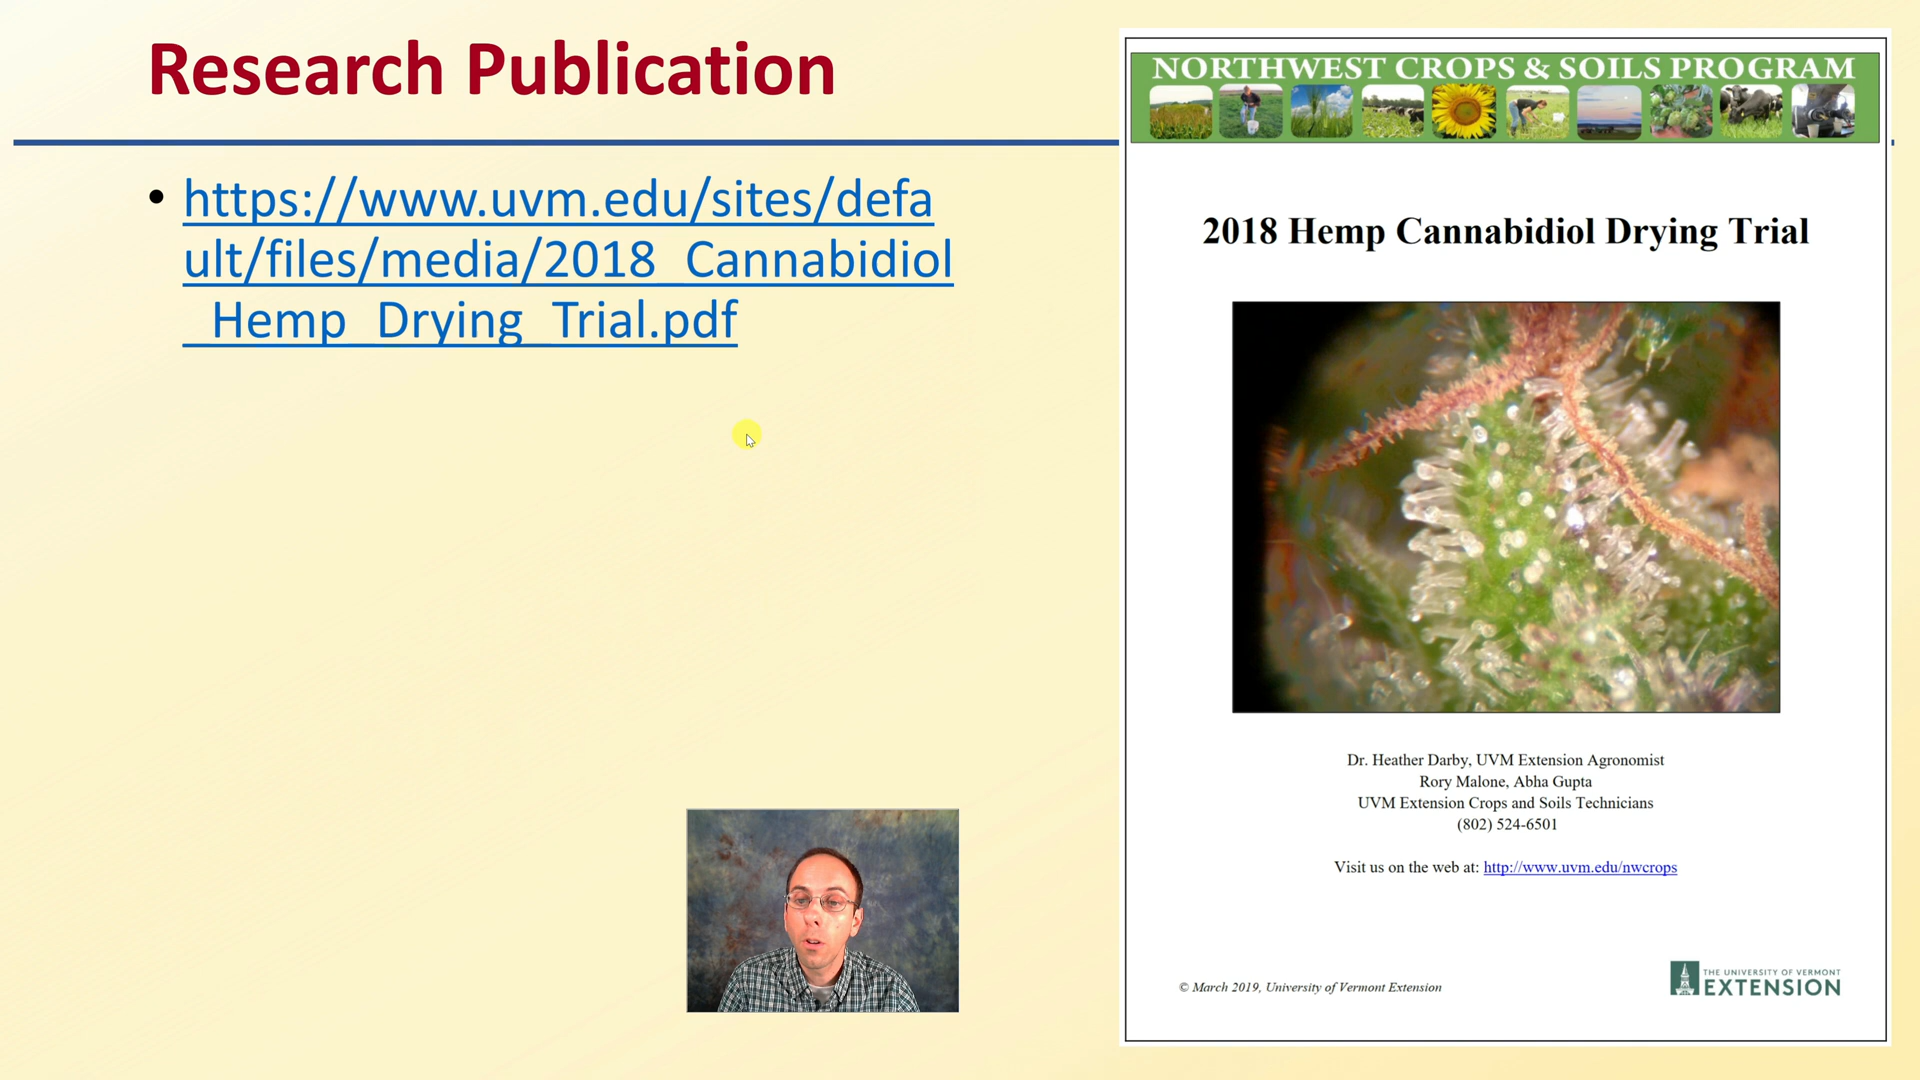 Research Publication
• https://www.uvm.edu/sites/defa
ult/files/media/2018_Cannabidiol
_Hemp_Drying_Trial.pdf
NORTHWEST CROPS & SOILS PROGRAM
2018 Hemp Cannabidiol Drying Trial
Dr. Heather Darby, UVM Extension Agronomist
Rory Malone, Abha Gupta
UVM Extension Crops and Soils Technicians
(802) 524-6501
Visit us on the web at: http://www.uvm.edu/nwcrops
© March 2019, University of Vermont Extension
THE UNIVERSITY OF VERMONT
EXTENSION